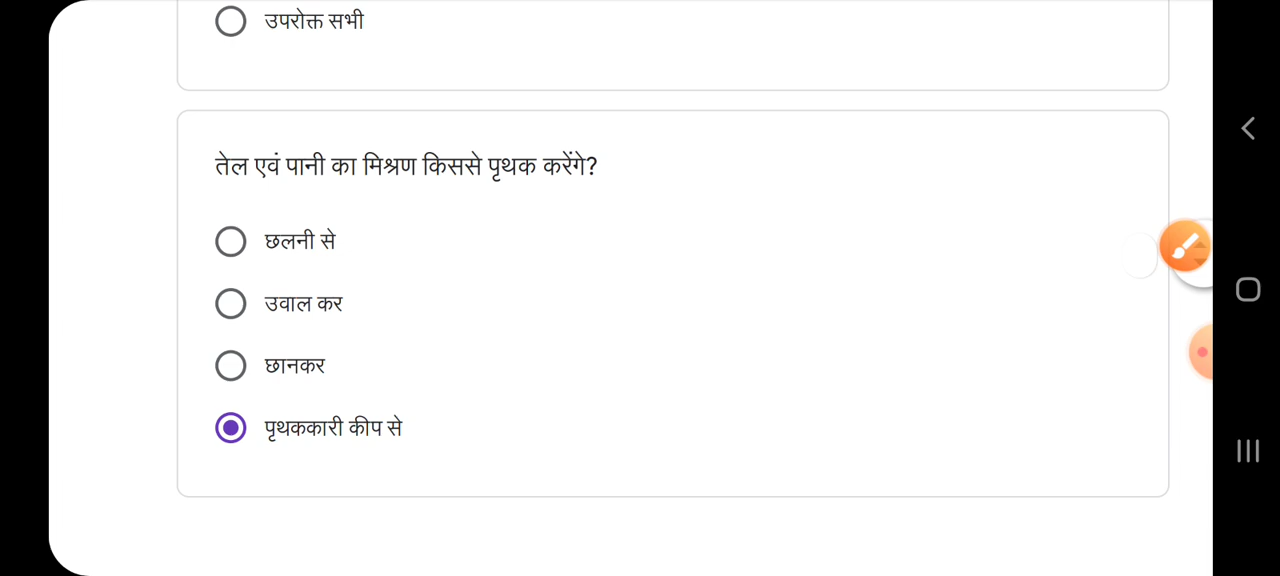 उपरोक्त सभी
तेल एवं पानी का मिश्रण किससे पृथक करेंगे?
छलनी से
उवाल कर
छानकर
पृथककारी कीप से